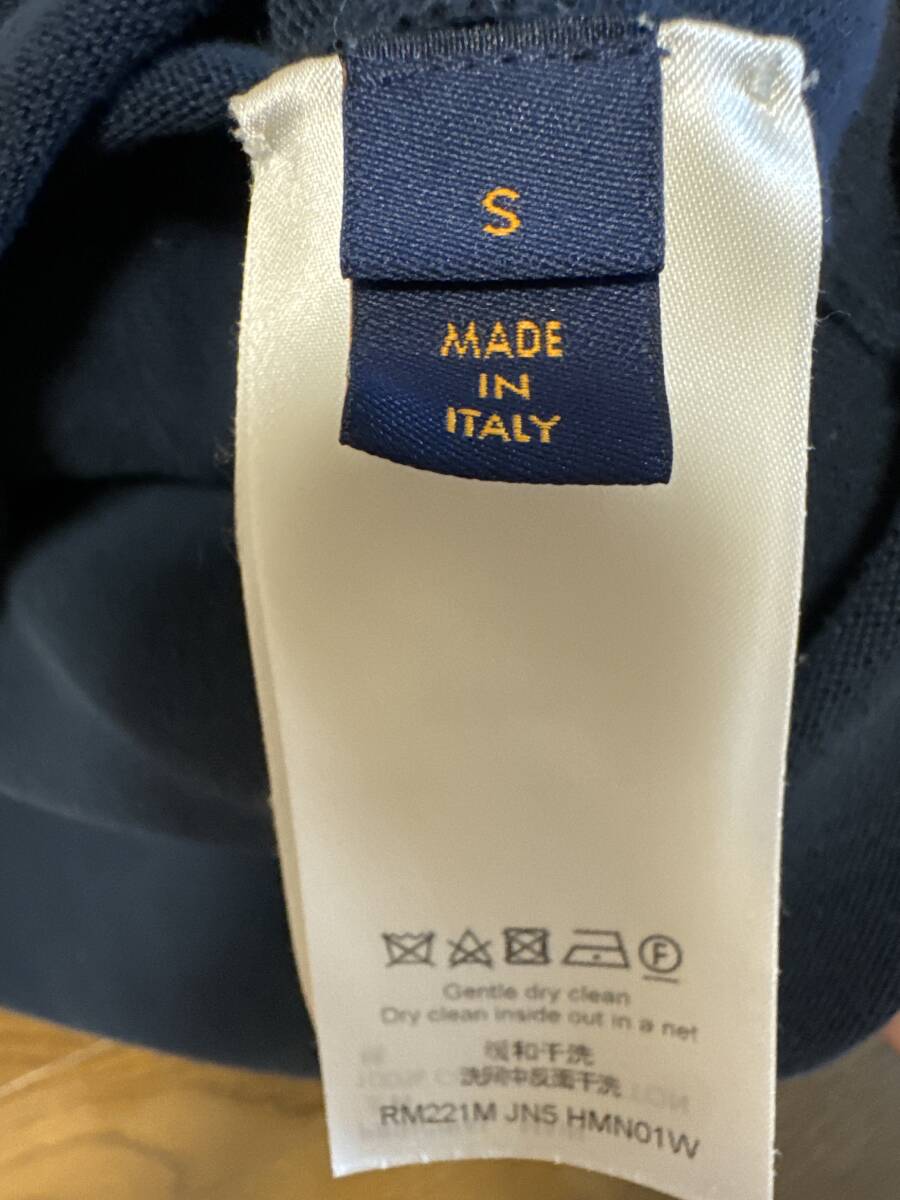 S
MADE
IN
ITALY
F
Gentle dry clean
Dry clean inside out in a net
缓和干洗
洗网中反面干洗
RM221M JN5 HMN01W